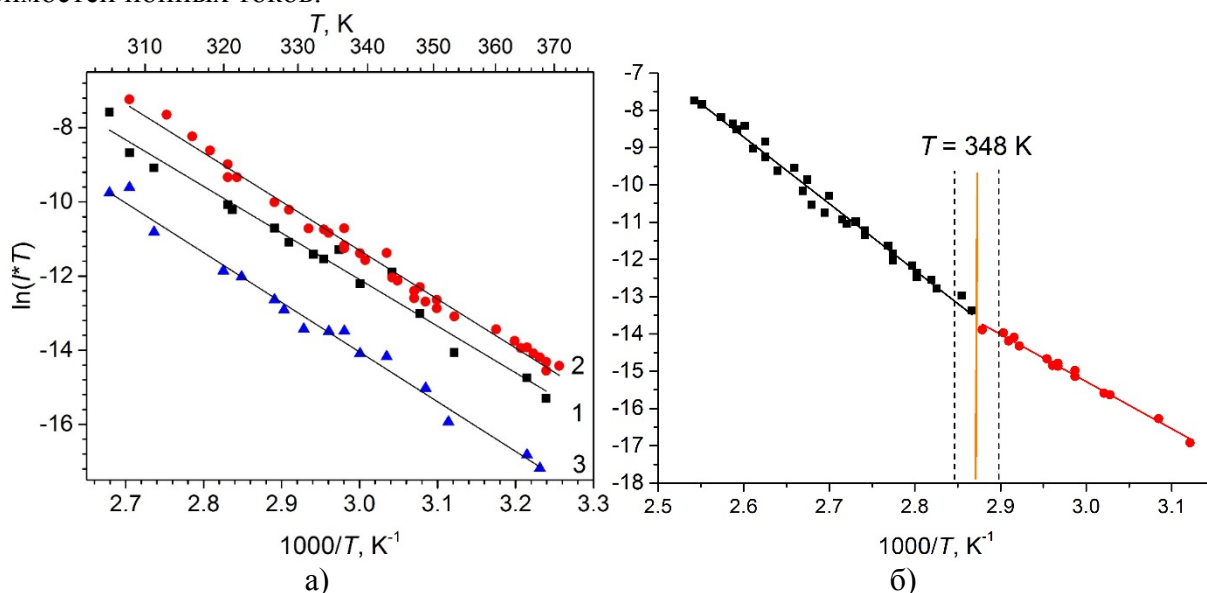 симостей ионных токов.
T, K
310 320 330 340 350 360 370
-8
-10
-12
-14
-16
ln(I*T)
2
1
3
2.7 2.8 2.9 3.0 3.1 3.2 3.3
1000/T, K⁻¹
а)
-7
-8
-9
-10
-11
-12
-13
-14
-15
-16
-17
-18
T = 348 K
2.5 2.6 2.7 2.8 2.9 3.0 3.1
1000/T, K⁻¹
б)